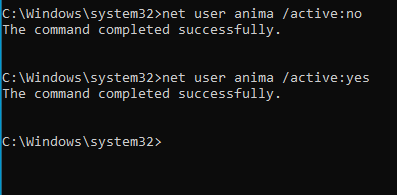 C:\Windows\system32>net user anima /active:no
The command completed successfully.
C:\Windows\system32>net user anima /active:yes
The command completed successfully.
C:\Windows\system32>